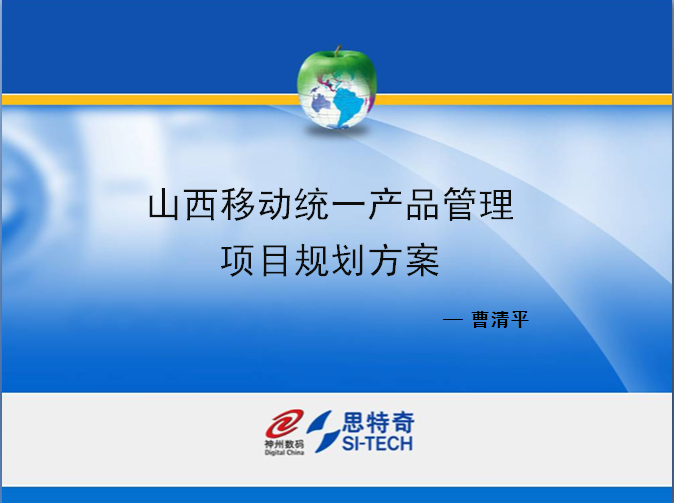 山西移动统一产品管理
项目规划方案
— 曹清平
神州数码
Digital China
思特奇
SI-TECH